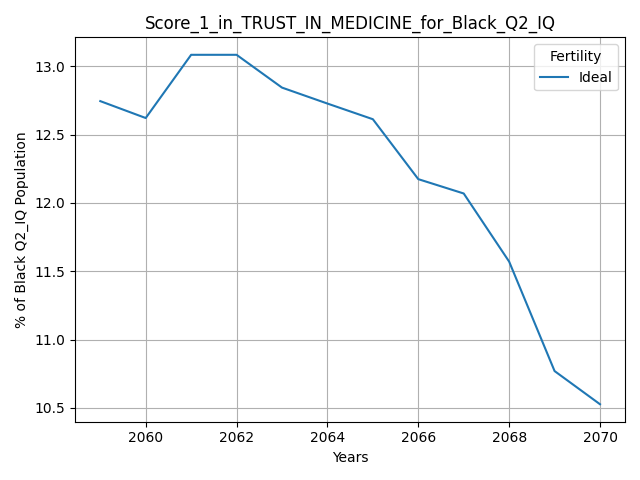 Score_1_in_TRUST_IN_MEDICINE_for_Black_Q2_IQ
Fertility
Ideal
% of Black Q2_IQ Population
13.0
12.5
12.0
11.5
11.0
10.5
2060
2062
2064
2066
2068
2070
Years